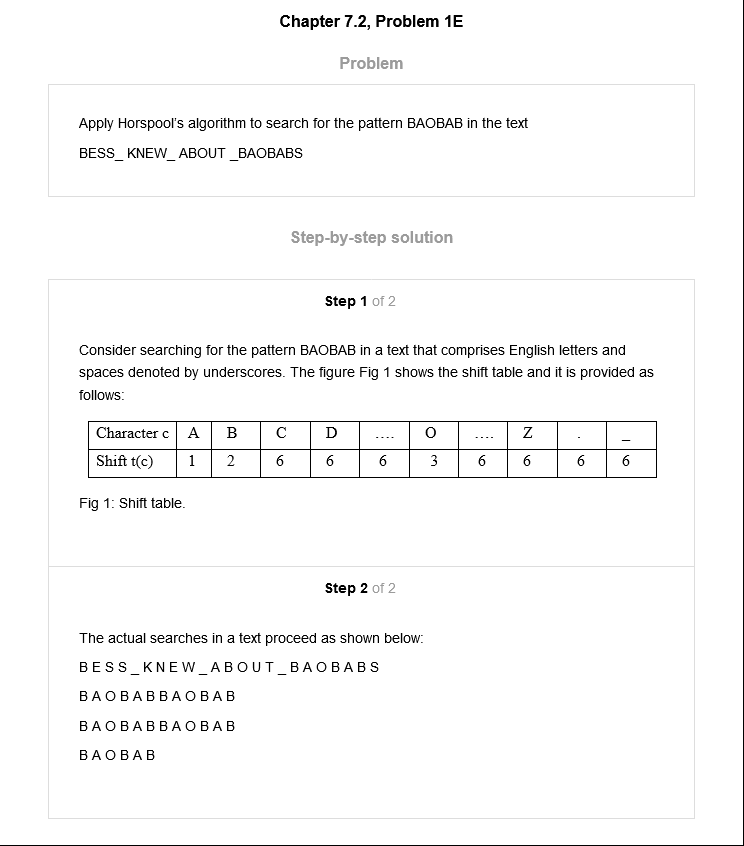 Chapter 7.2, Problem 1E
Problem
Apply Horspool's algorithm to search for the pattern BAOBAB in the text
BESS_ KNEW_ ABOUT _BAOBABS
Step-by-step solution
Step 1 of 2
Consider searching for the pattern BAOBAB in a text that comprises English letters and
spaces denoted by underscores. The figure Fig 1 shows the shift table and it is provided as
follows:
Character c A B C D .... O .... Z . _
Shift t(c) 1 2 6 6 6 3 6 6 6 6
Fig 1: Shift table.
Step 2 of 2
The actual searches in a text proceed as shown below:
B E S S _ K N E W _ A B O U T _ B A O B A B S
B A O B A B B A O B A B
B A O B A B B A O B A B
B A O B A B